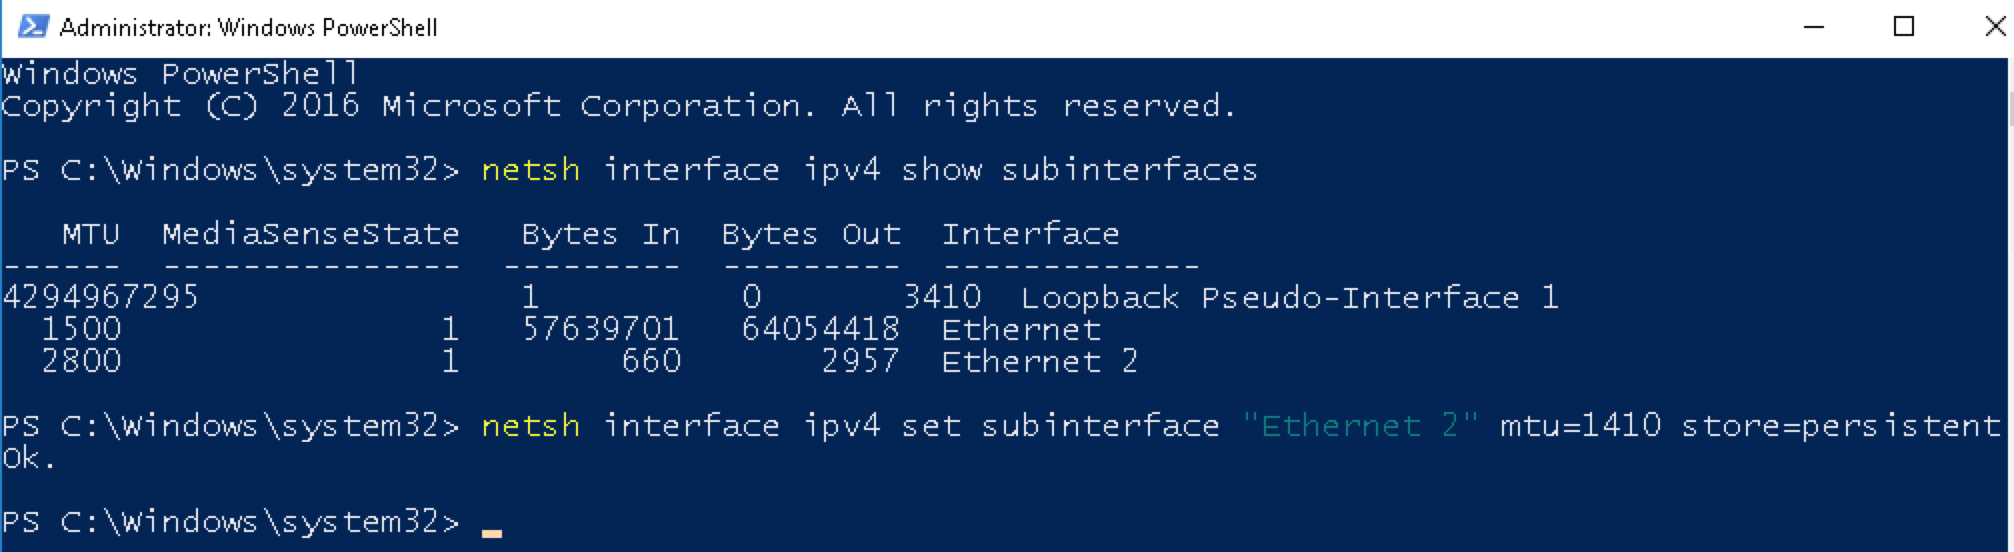 Administrator: Windows PowerShell
Windows PowerShell
Copyright (C) 2016 Microsoft Corporation. All rights reserved.
PS C:\Windows\system32> netsh interface ipv4 show subinterfaces
   MTU  MediaSenseState   Bytes In  Bytes Out  Interface
------  ---------------  ---------  ---------  -------------
4294967295                1          0       3410  Loopback Pseudo-Interface 1
  1500                1   57639701   64054418  Ethernet
  2800                1        660       2957  Ethernet 2
PS C:\Windows\system32> netsh interface ipv4 set subinterface "Ethernet 2" mtu=1410 store=persistent
Ok.
PS C:\Windows\system32>